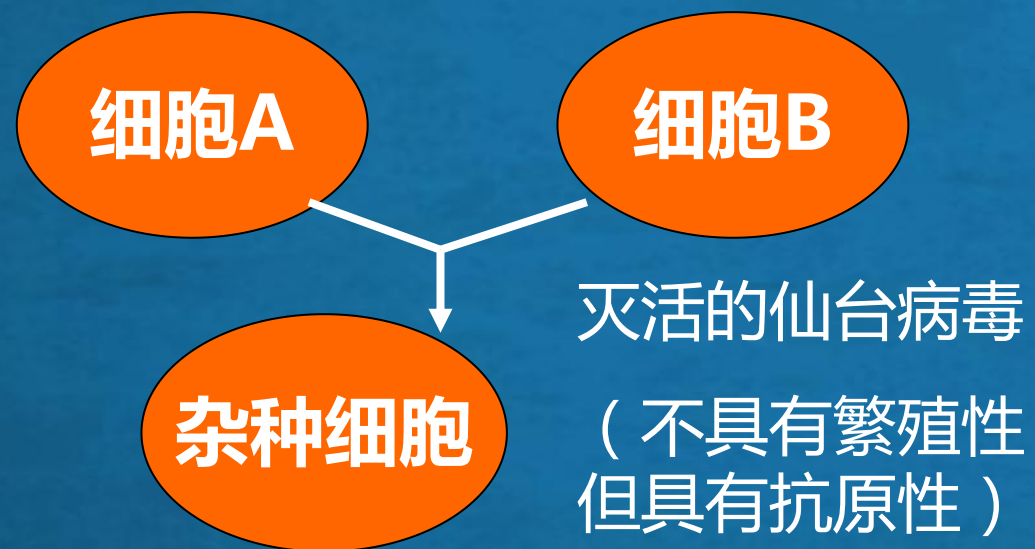 细胞A
细胞B
灭活的仙台病毒
杂种细胞
（不具有繁殖性
但具有抗原性）